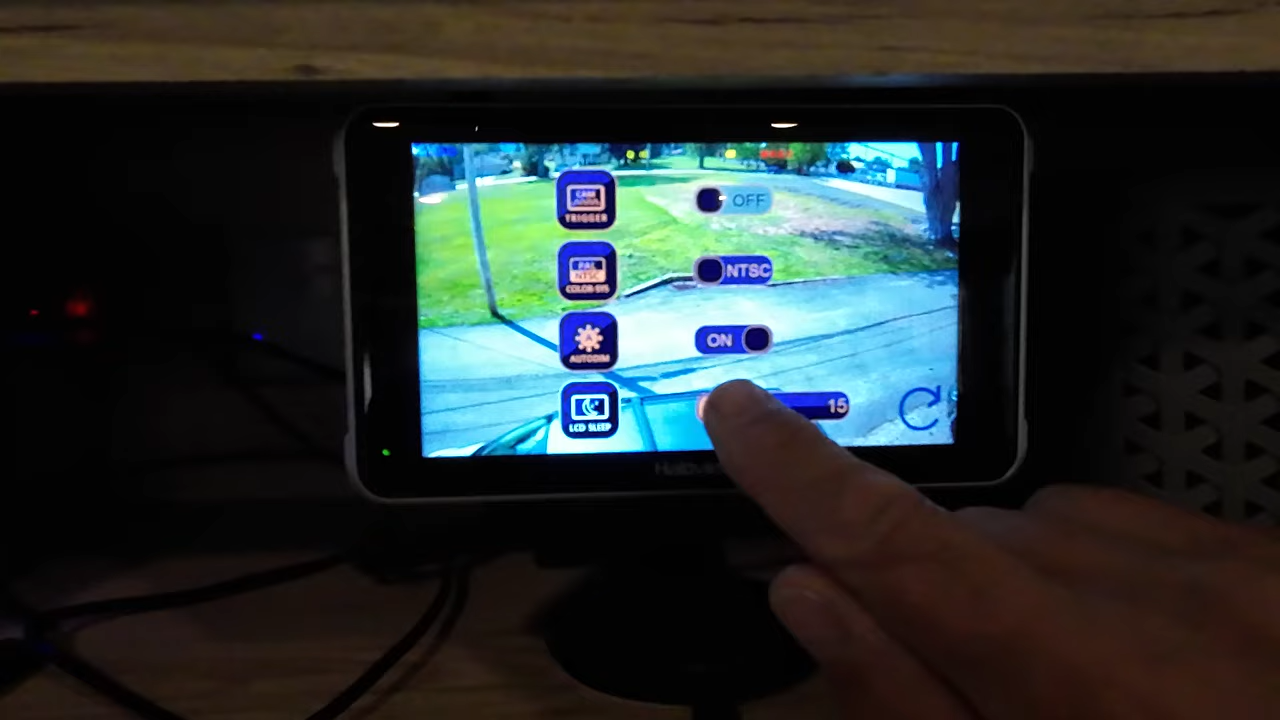 CAM
TRIGGER
OFF
PAL
NTSC
COLOR-SYS
NTSC
A
AUTODIM
ON
LCD SLEEP
15